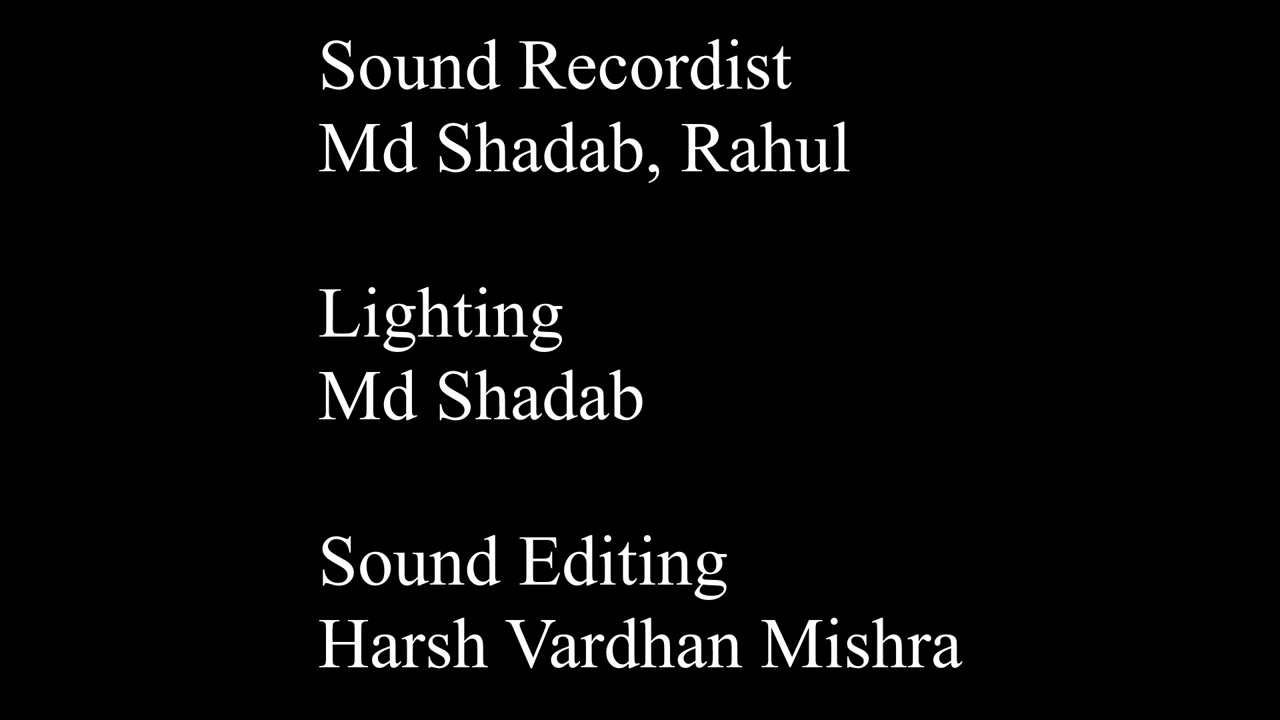 Sound Recordist
Md Shadab, Rahul
Lighting
Md Shadab
Sound Editing
Harsh Vardhan Mishra